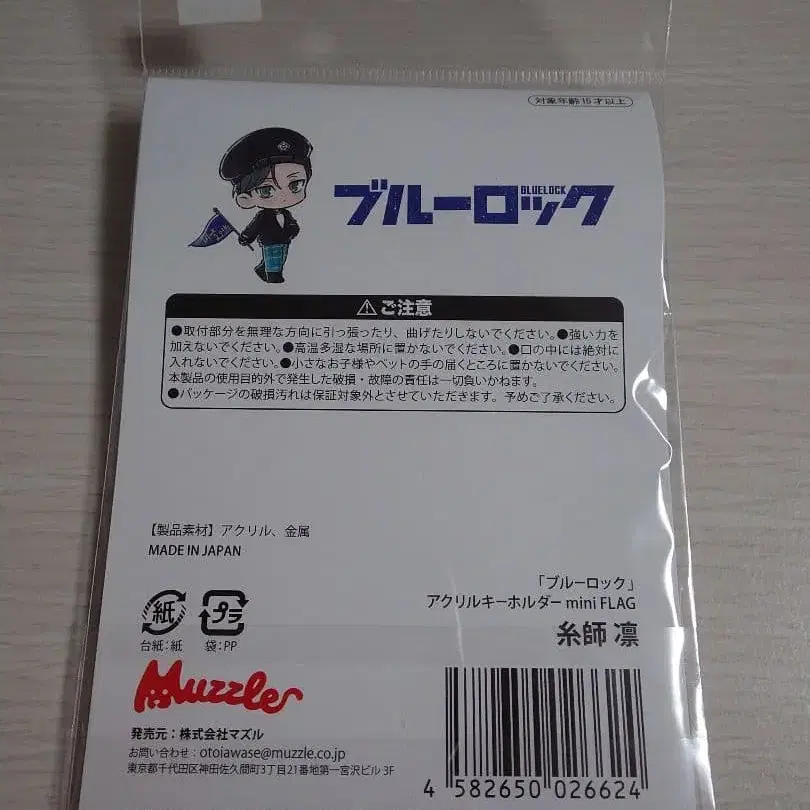 対象年齢15才以上
ブルーロック
BLUELOCK
⚠ご注意
●取付部分を無理な方向に引っ張ったり、曲げたりしないでください。●強い力を
加えないでください。●高温多湿な場所に置かないでください。●口の中には絶対に
入れないでください。●小さなお子様やペットの手の届くところに置かないでください。
本製品の使用目的外で発生した破損・故障の責任は一切負いかねます。
●パッケージの破損汚れは保証対象外とさせていただきます。予めご了承ください。
【製品素材】アクリル、金属
MADE IN JAPAN
「ブルーロック」
アクリルキーホルダー mini FLAG
糸師 凛
紙 プラ
台紙:紙 袋:PP
Muzzle
発売元:株式会社マズル
お問い合わせ:otoiawase@muzzle.co.jp
東京都千代田区神田佐久間町3丁目21番地第一宮沢ビル 3F
4 582650 026624